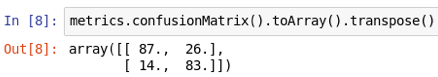 In [8]: metrics.confusionMatrix().toArray().transpose()
Out[8]: array([[ 87.,  26.],
       [ 14.,  83.]])